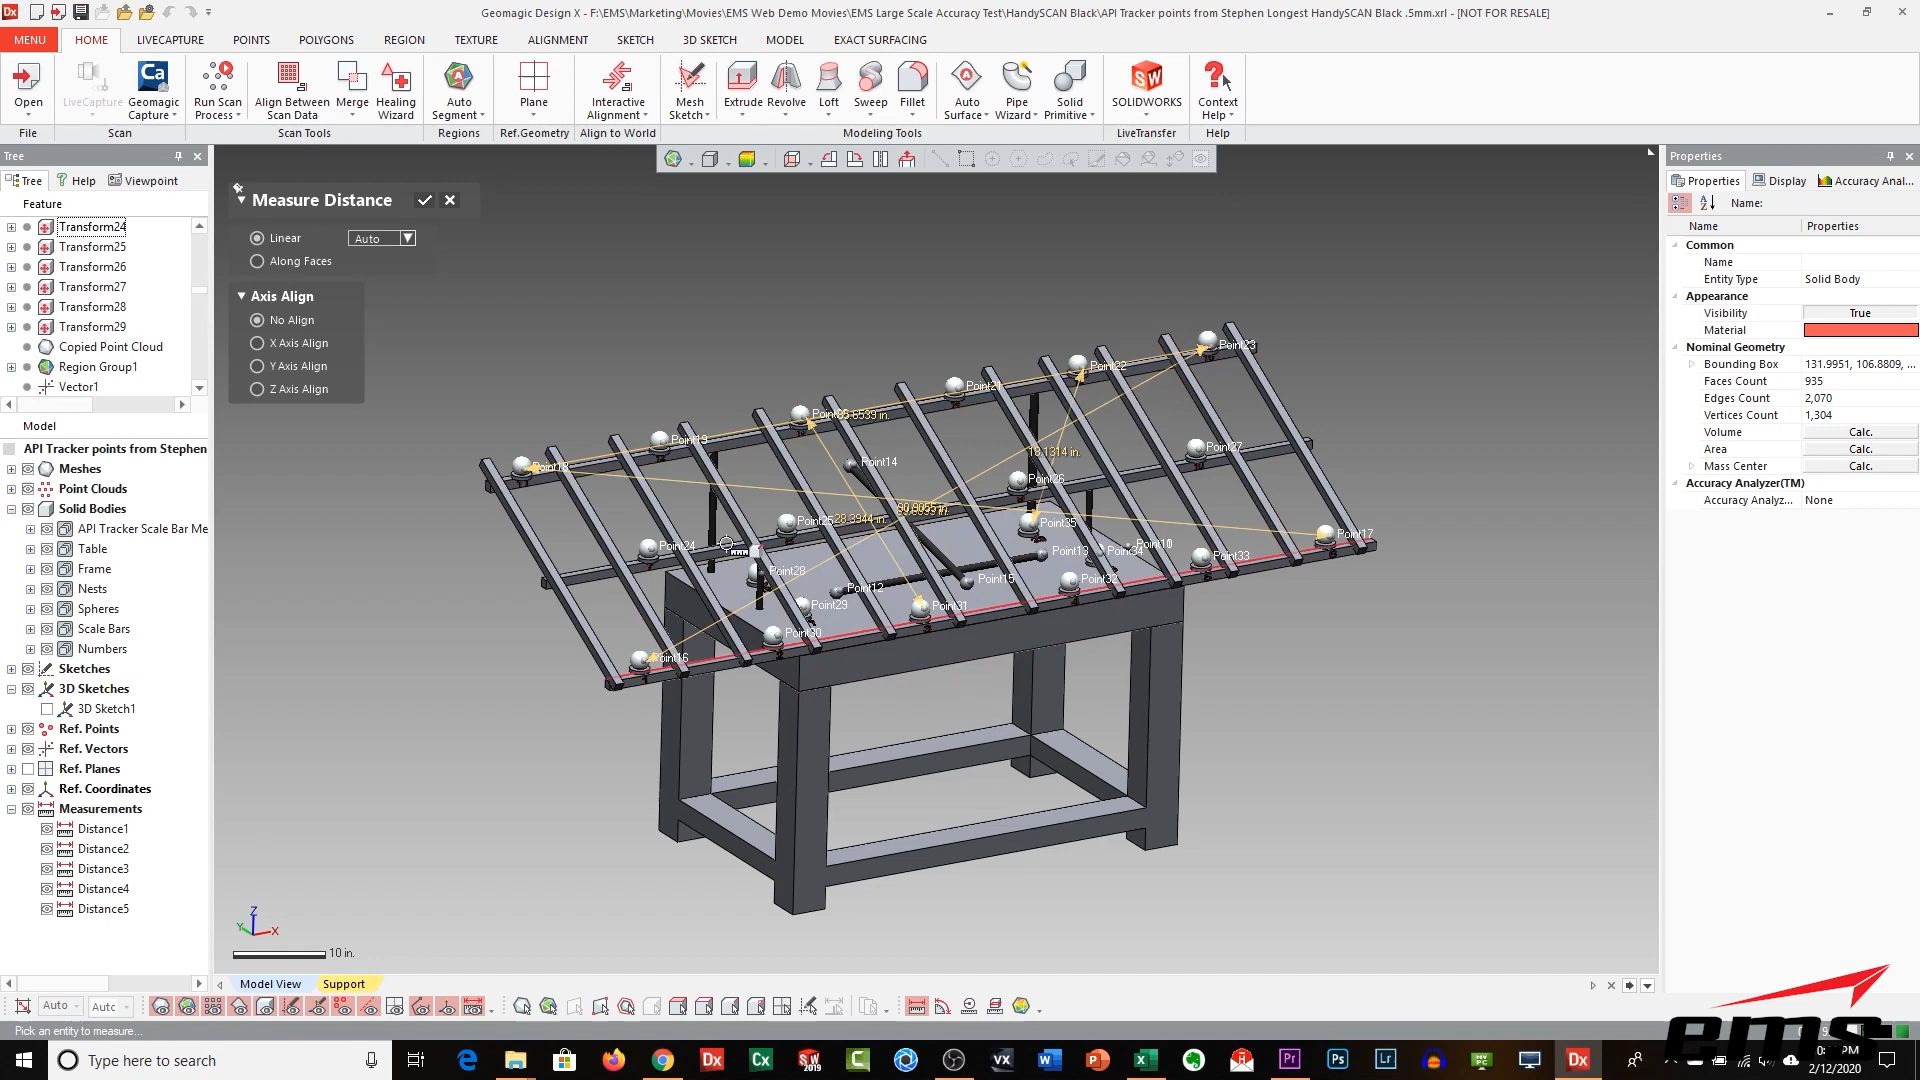 Geomagic Design X - F:\EMS\Marketing\Movies\EMS Web Demo Movies\EMS Large Scale Accuracy Test\HandySCAN Black\API Tracker points from Stephen Longest HandySCAN Black .5mm.xrl - [NOT FOR RESALE]
MENU HOME LIVECAPTURE POINTS POLYGONS REGION TEXTURE ALIGNMENT SKETCH 3D SKETCH MODEL EXACT SURFACING
Open LiveCapture Geomagic Capture Run Scan Process Align Between Scan Data Merge Healing Wizard Auto Segment Plane Interactive Alignment Mesh Sketch Extrude Revolve Loft Sweep Fillet Auto Surface Pipe Wizard Solid Primitive SOLIDWORKS Context Help
File Scan Scan Tools Regions Ref.Geometry Align to World Modeling Tools LiveTransfer Help
Tree
Tree Help Viewpoint
Feature
Transform24
Transform25
Transform26
Transform27
Transform28
Transform29
Copied Point Cloud
Region Group1
Vector1
Model
API Tracker points from Stephen
Meshes
Point Clouds
Solid Bodies
API Tracker Scale Bar Me
Table
Frame
Nests
Spheres
Scale Bars
Numbers
Sketches
3D Sketches
3D Sketch1
Ref. Points
Ref. Vectors
Ref. Planes
Ref. Coordinates
Measurements
Distance1
Distance2
Distance3
Distance4
Distance5
Measure Distance
Linear Auto
Along Faces
Axis Align
No Align
X Axis Align
Y Axis Align
Z Axis Align
Point23
Point22
Point21
Point19
Point18
Point14
Point27
18.1314 in.
Point26
28.3944 in.
Point25
Point35
Point17
Point24
Point13
Point34
Point10
Point33
Point28
Point12
Point15
Point32
Point29
Point31
Point30
Point16
Z
Y X
10 in.
Model View Support
Properties
Properties Display Accuracy Anal...
Name:
Name Properties
Common
Name
Entity Type Solid Body
Appearance
Visibility True
Material
Nominal Geometry
Bounding Box 131.9951, 106.8809, ...
Faces Count 935
Edges Count 2,070
Vertices Count 1,304
Volume Calc.
Area Calc.
Mass Center Calc.
Accuracy Analyzer(TM)
Accuracy Analyz... None
Auto Auto
Pick an entity to measure...
ems
Type here to search
PM
2/12/2020